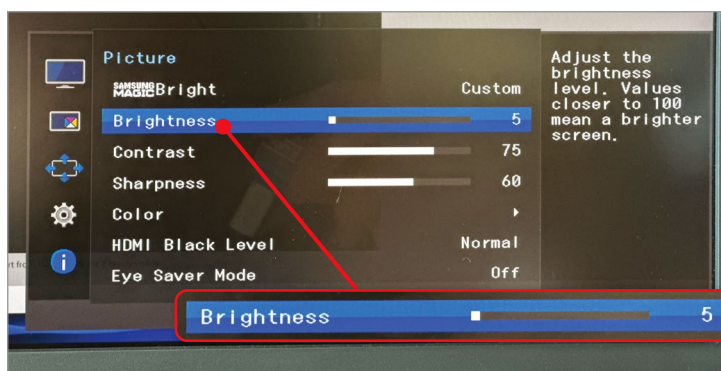 Picture
SAMSUNG MAGIC Bright Custom
Brightness 5
Contrast 75
Sharpness 60
Color
HDMI Black Level Normal
Eye Saver Mode Off
Adjust the
brightness
level. Values
closer to 100
mean a brighter
screen.
Brightness 5